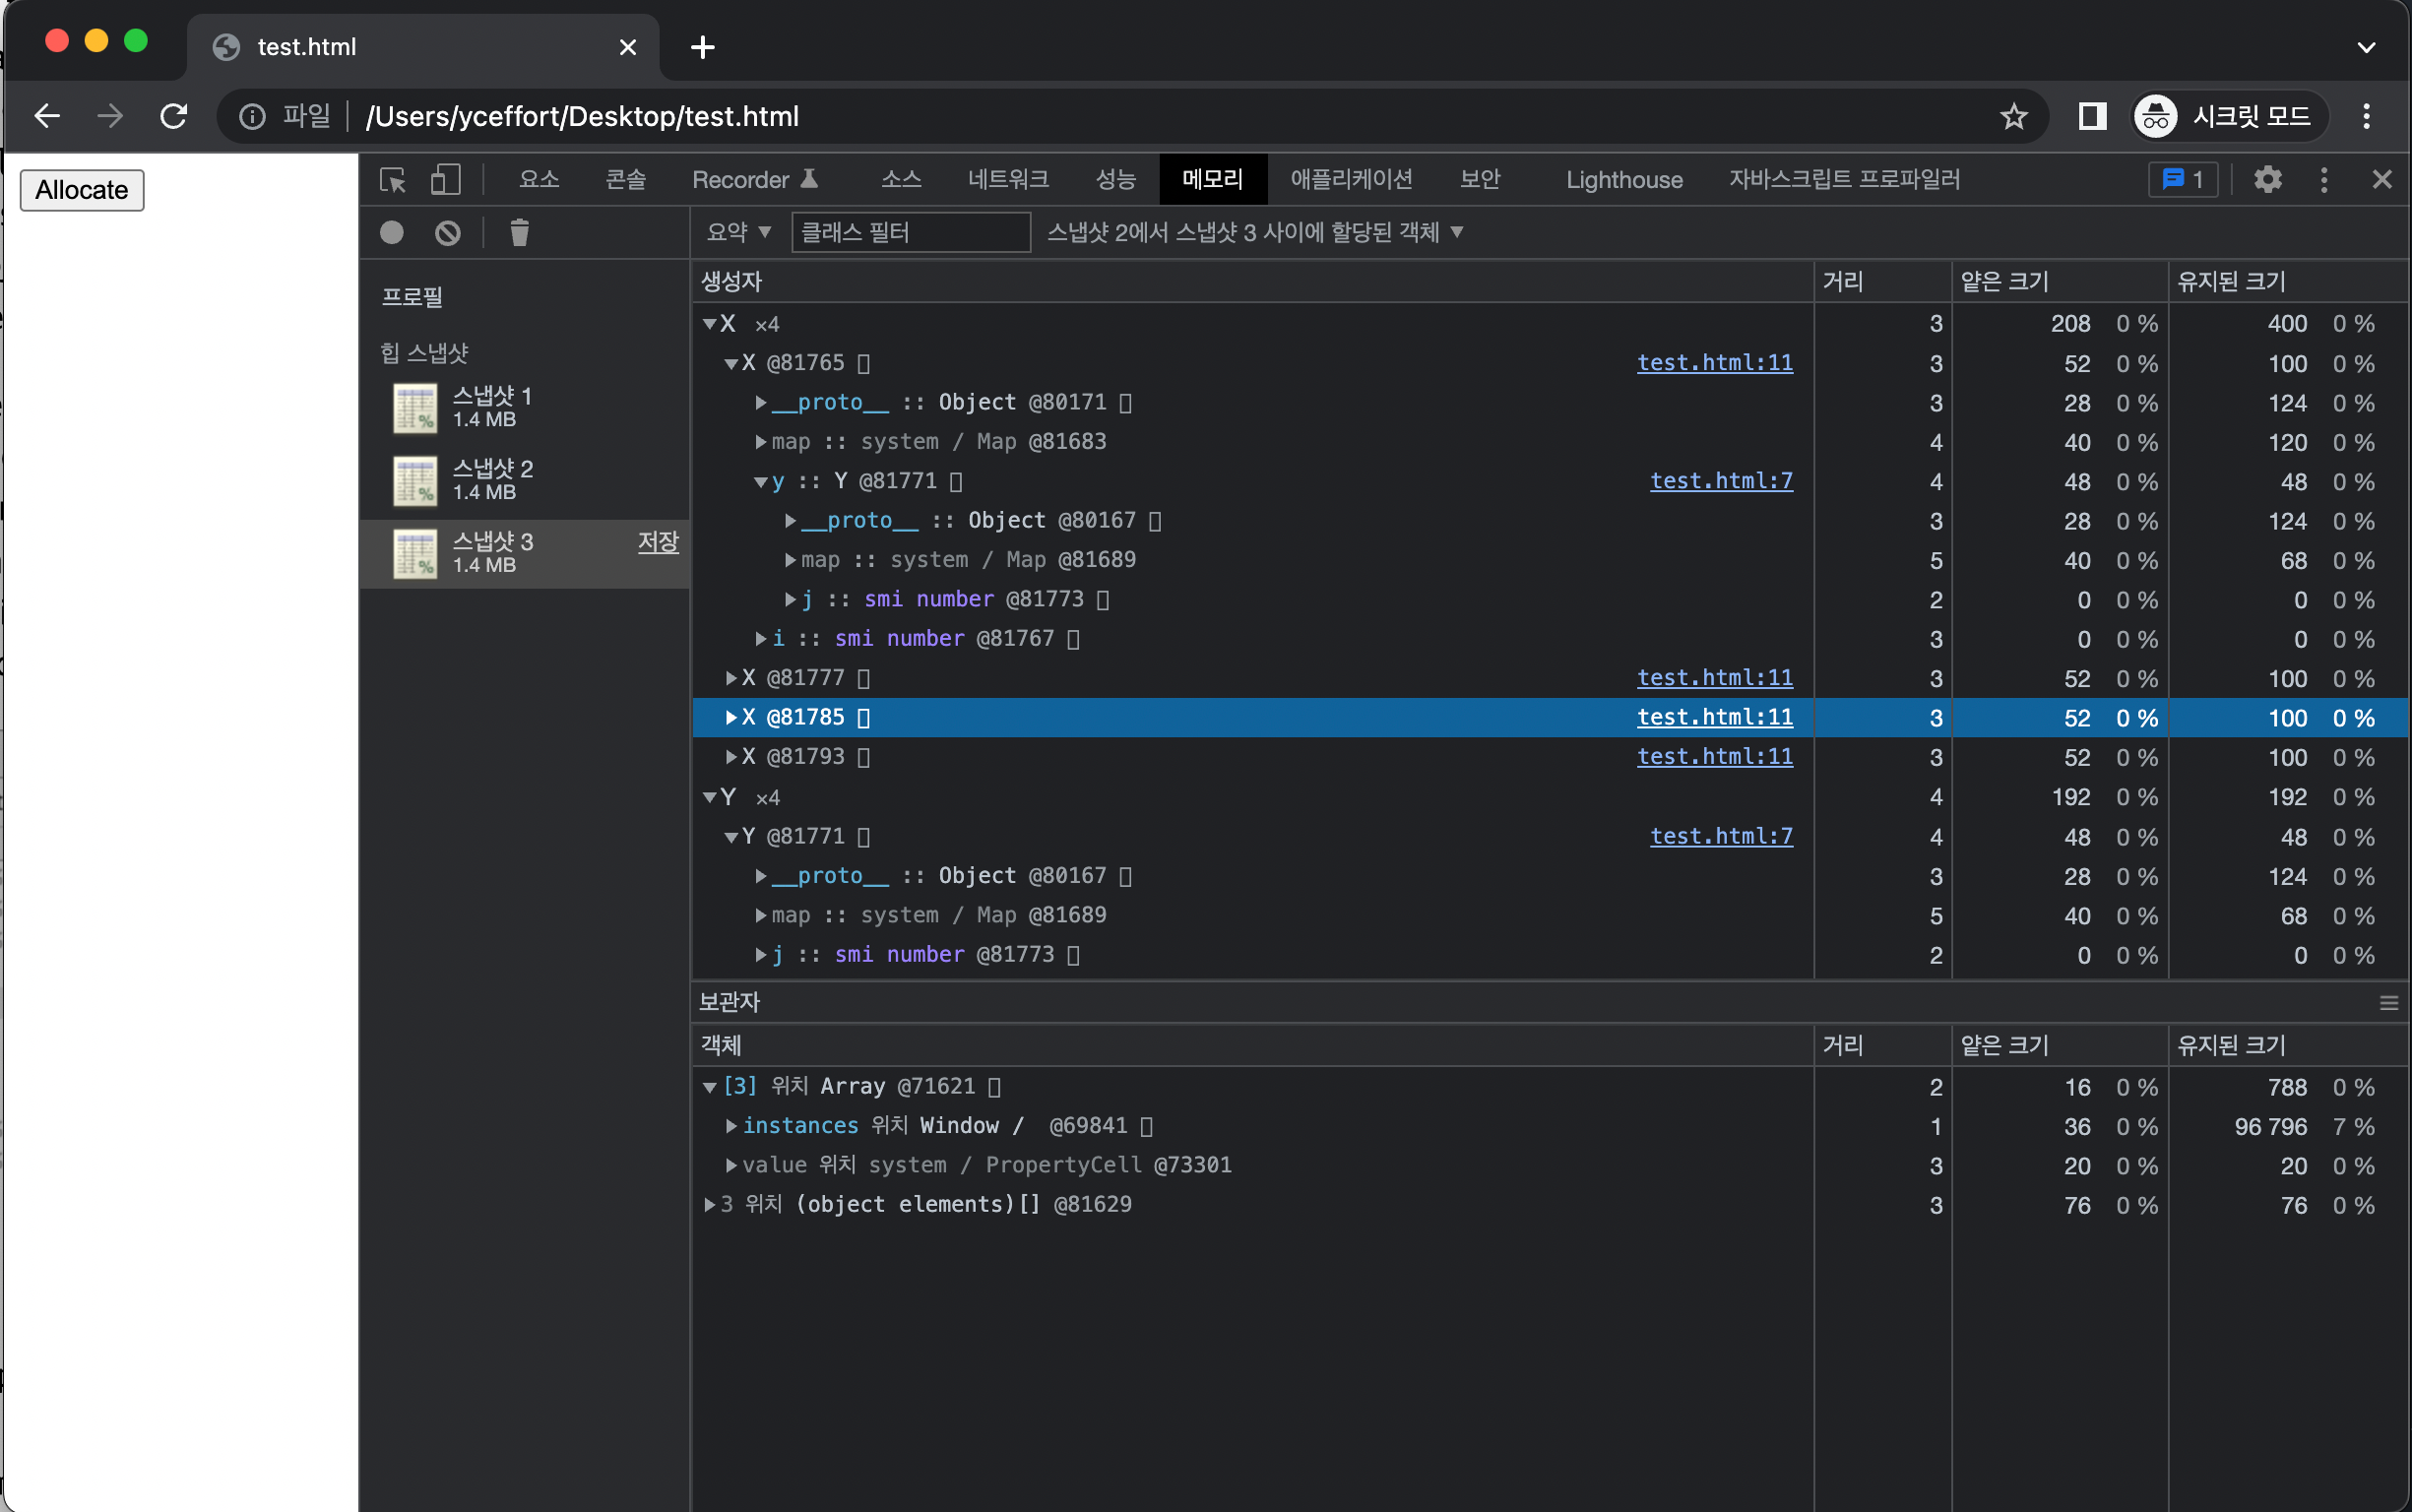 test.html
파일 /Users/yceffort/Desktop/test.html 시크릿 모드
Allocate
요소 콘솔 Recorder 소스 네트워크 성능 메모리 애플리케이션 보안 Lighthouse 자바스크립트 프로파일러 1
요약 클래스 필터 스냅샷 2에서 스냅샷 3 사이에 할당된 객체
프로필
힙 스냅샷
스냅샷 1
1.4 MB
스냅샷 2
1.4 MB
스냅샷 3 저장
1.4 MB
생성자 거리 얕은 크기 유지된 크기
X ×4 3 208 0 % 400 0 %
X @81765 test.html:11 3 52 0 % 100 0 %
__proto__ :: Object @80171 3 28 0 % 124 0 %
map :: system / Map @81683 4 40 0 % 120 0 %
y :: Y @81771 test.html:7 4 48 0 % 48 0 %
__proto__ :: Object @80167 3 28 0 % 124 0 %
map :: system / Map @81689 5 40 0 % 68 0 %
j :: smi number @81773 2 0 0 % 0 0 %
i :: smi number @81767 3 0 0 % 0 0 %
X @81777 test.html:11 3 52 0 % 100 0 %
X @81785 test.html:11 3 52 0 % 100 0 %
X @81793 test.html:11 3 52 0 % 100 0 %
Y ×4 4 192 0 % 192 0 %
Y @81771 test.html:7 4 48 0 % 48 0 %
__proto__ :: Object @80167 3 28 0 % 124 0 %
map :: system / Map @81689 5 40 0 % 68 0 %
j :: smi number @81773 2 0 0 % 0 0 %
보관자
객체 거리 얕은 크기 유지된 크기
[3] 위치 Array @71621 2 16 0 % 788 0 %
instances 위치 Window / @69841 1 36 0 % 96 796 7 %
value 위치 system / PropertyCell @73301 3 20 0 % 20 0 %
3 위치 (object elements)[] @81629 3 76 0 % 76 0 %